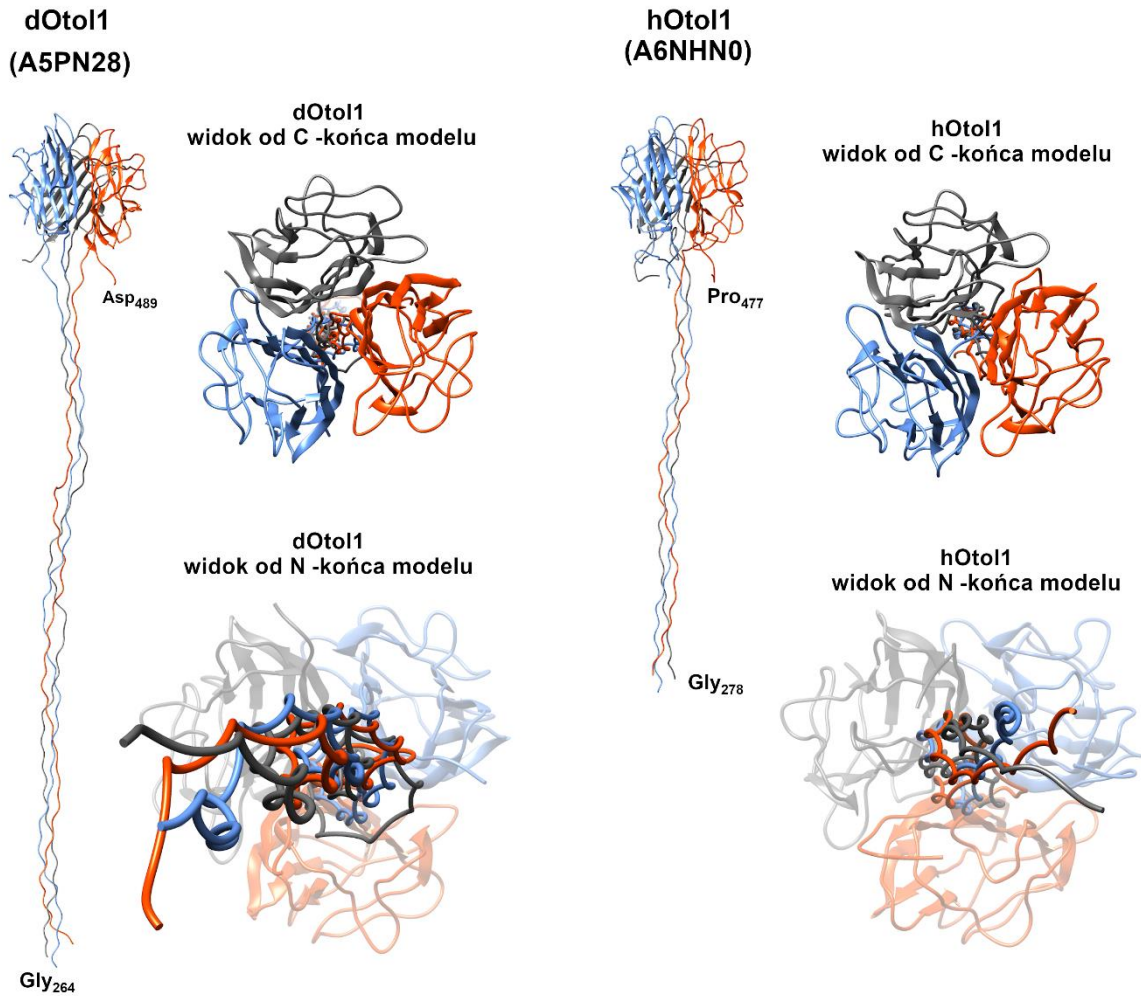 dOtol1
(A5PN28)
dOtol1
widok od C -końca modelu
Asp489
dOtol1
widok od N -końca modelu
Gly264
hOtol1
(A6NHN0)
hOtol1
widok od C -końca modelu
Pro477
hOtol1
widok od N -końca modelu
Gly278